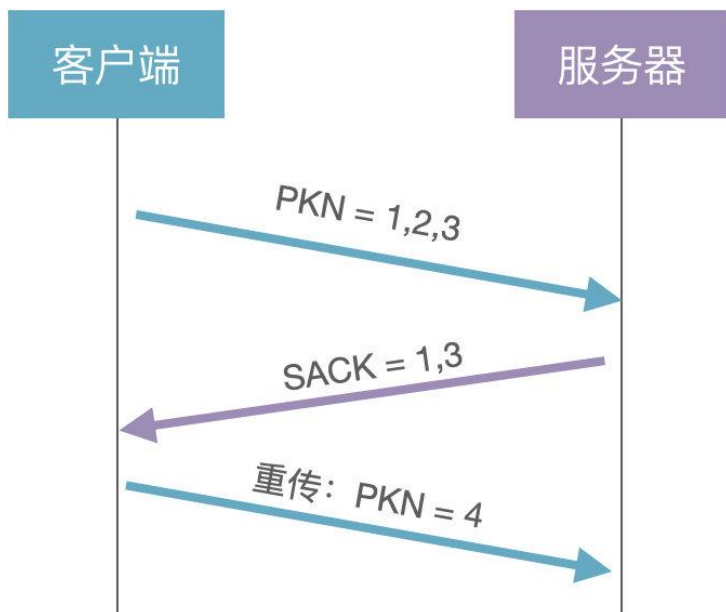 客户端
服务器
PKN = 1,2,3
SACK = 1,3
重传：PKN = 4